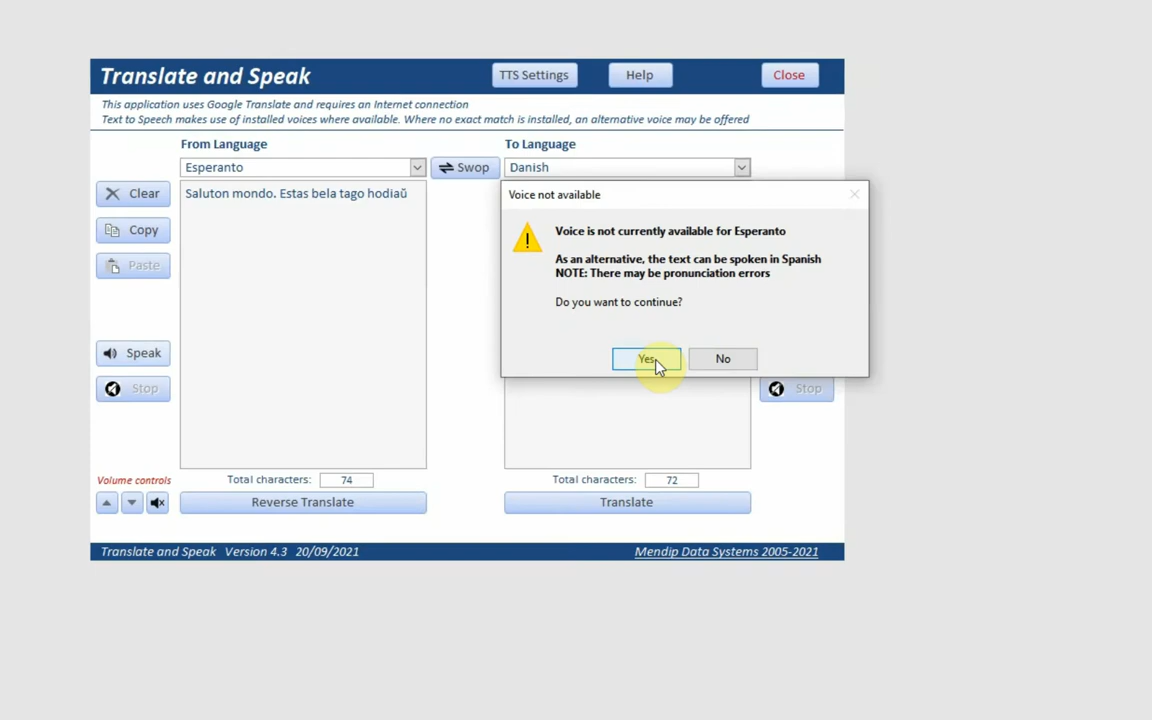 Translate and Speak
TTS Settings
Help
Close
This application uses Google Translate and requires an Internet connection
Text to Speech makes use of installed voices where available. Where no exact match is installed, an alternative voice may be offered
From Language
To Language
Esperanto
Swop
Danish
Clear
Saluton mondo. Estas bela tago hodiaŭ
Copy
Paste
Speak
Stop
Voice not available
Voice is not currently available for Esperanto
As an alternative, the text can be spoken in Spanish
NOTE: There may be pronunciation errors
Do you want to continue?
Yes
No
Stop
Volume controls
Total characters: 74
Total characters: 72
Reverse Translate
Translate
Translate and Speak Version 4.3 20/09/2021
Mendip Data Systems 2005-2021